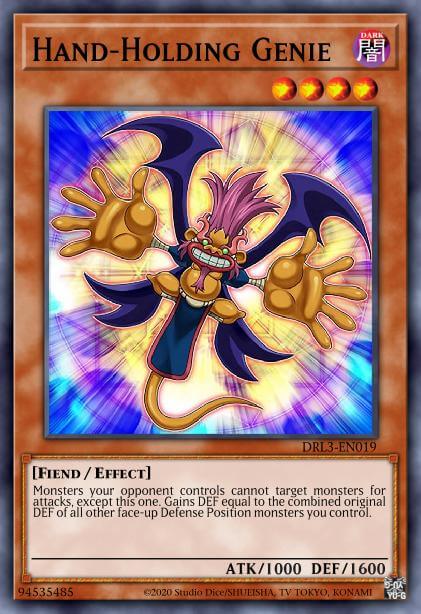 HAND-HOLDING GENIE
DARK
闇
DRL3-EN019
[FIEND / EFFECT]
Monsters your opponent controls cannot target monsters for
attacks, except this one. Gains DEF equal to the combined original
DEF of all other face-up Defense Position monsters you control.
ATK/1000 DEF/1600
94535485
©2020 Studio Dice/SHUEISHA, TV TOKYO, KONAMI